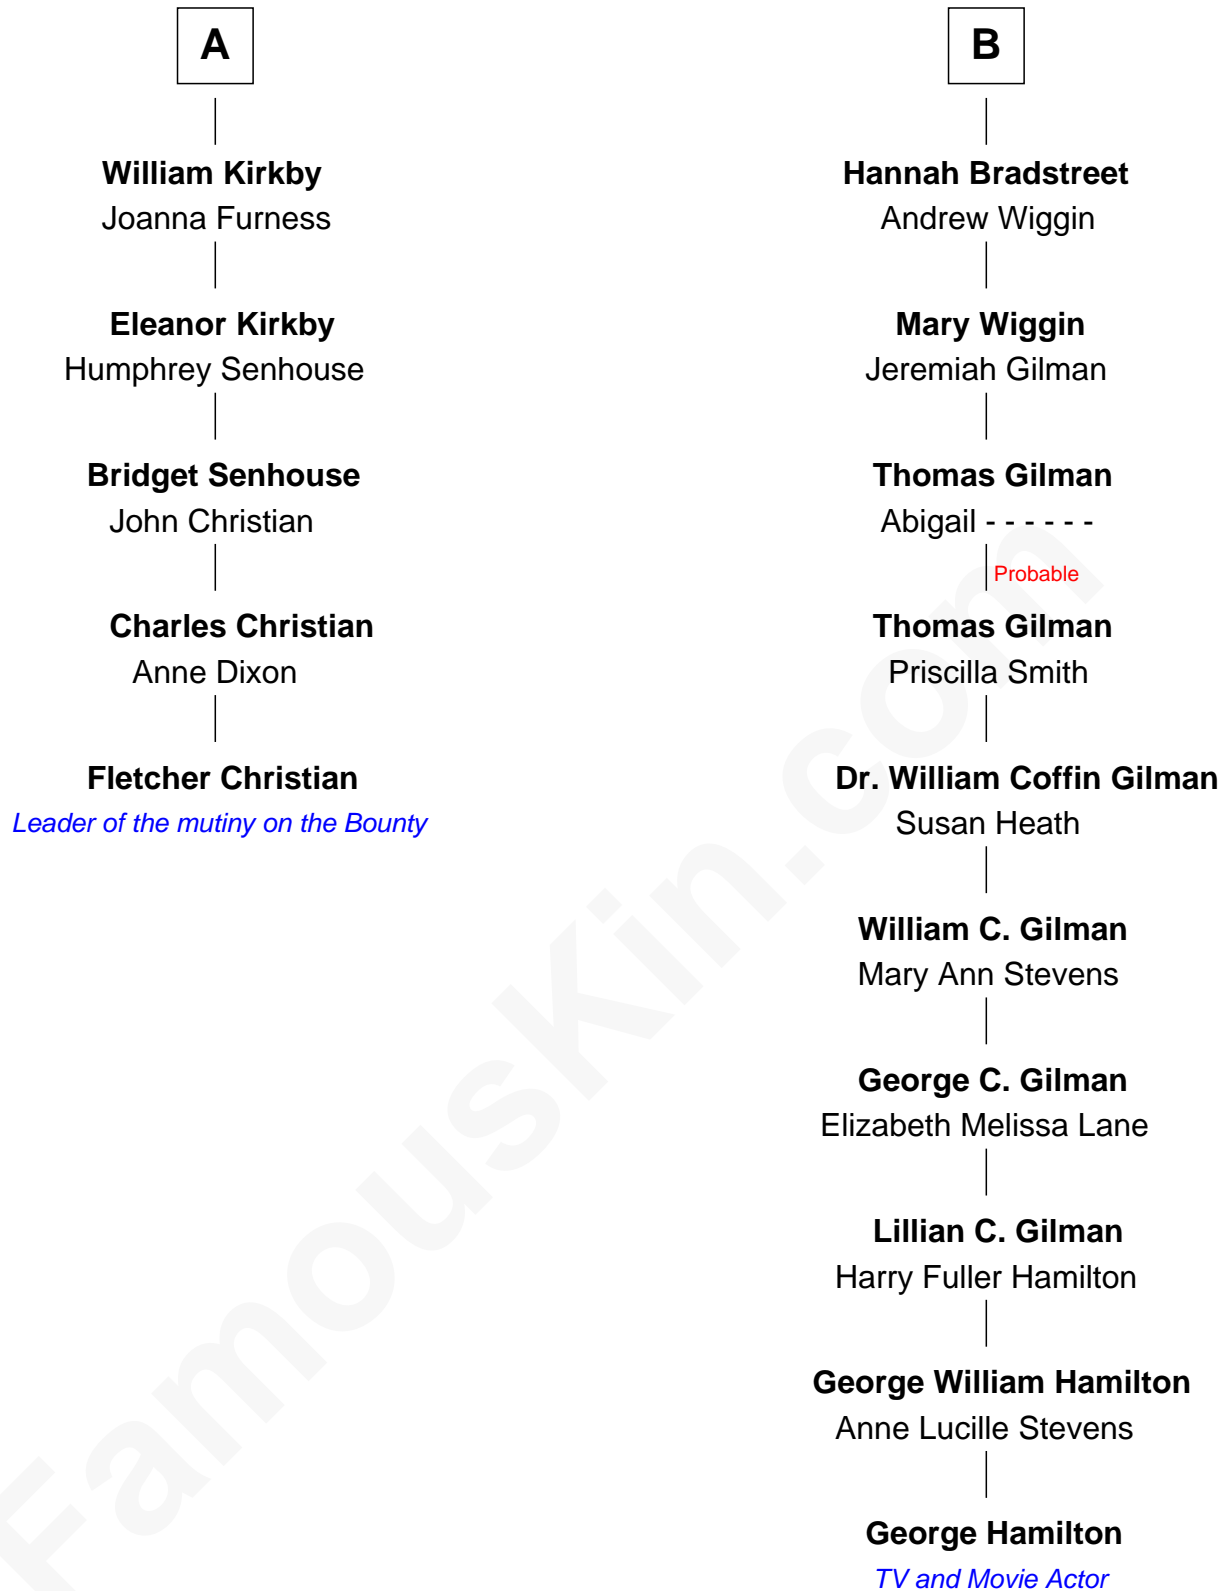 A
William Kirkby
Joanna Furness
Eleanor Kirkby
Humphrey Senhouse
Bridget Senhouse
John Christian
Charles Christian
Anne Dixon
Fletcher Christian
Leader of the mutiny on the Bounty
B
Hannah Bradstreet
Andrew Wiggin
Mary Wiggin
Jeremiah Gilman
Thomas Gilman
Abigail - - - - - -
Probable
Thomas Gilman
Priscilla Smith
Dr. William Coffin Gilman
Susan Heath
William C. Gilman
Mary Ann Stevens
George C. Gilman
Elizabeth Melissa Lane
Lillian C. Gilman
Harry Fuller Hamilton
George William Hamilton
Anne Lucille Stevens
George Hamilton
TV and Movie Actor
FamousKin.com